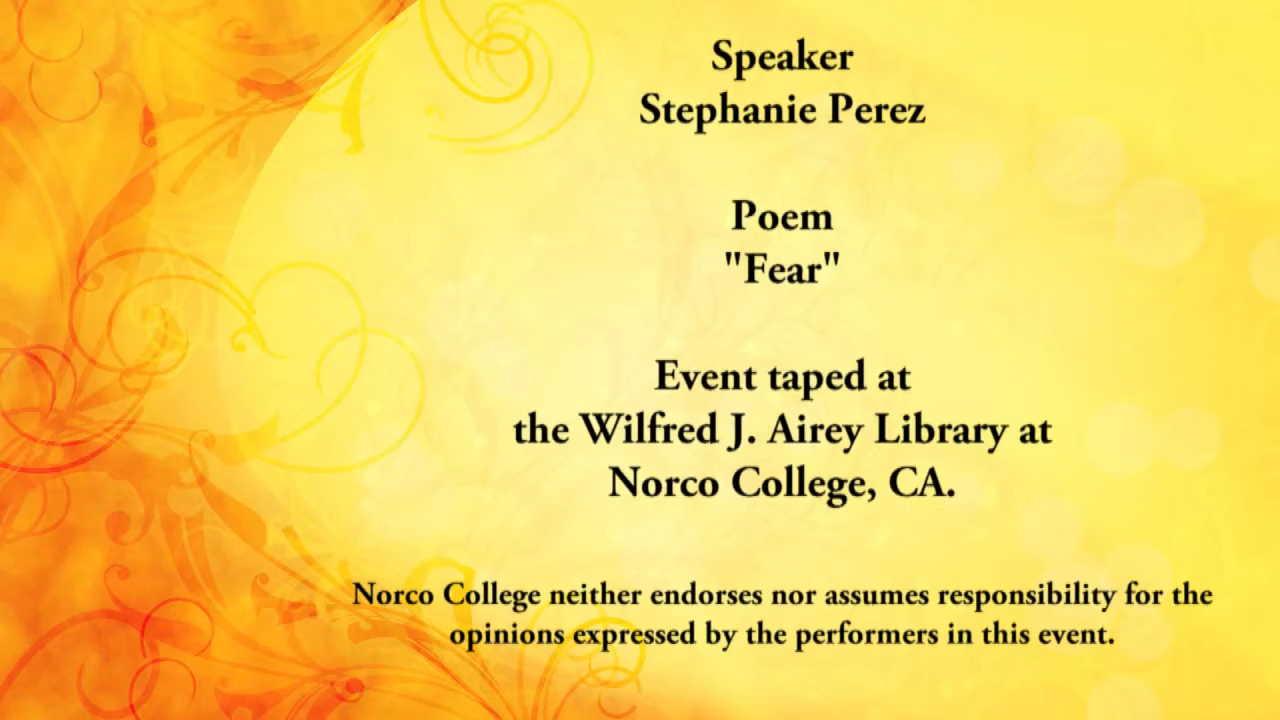 Speaker
Stephanie Perez
Poem
"Fear"
Event taped at
the Wilfred J. Airey Library at
Norco College, CA.
Norco College neither endorses nor assumes responsibility for the
opinions expressed by the performers in this event.